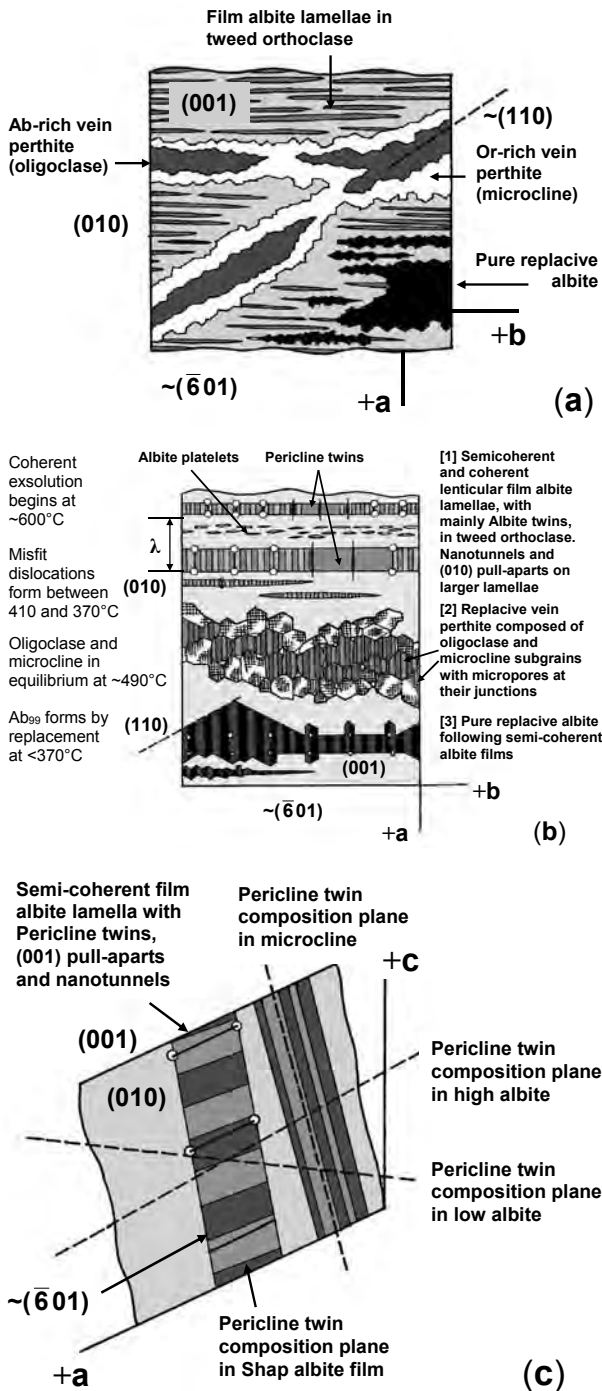 Film albite lamellae in
tweed orthoclase
(001)
~(110)
Ab-rich vein
perthite
(oligoclase)
Or-rich vein
perthite
(microcline)
(010)
Pure replacive
albite
+b
~(6̅01)
+a
(a)
Coherent
exsolution
begins at
~600°C
Albite platelets
Pericline twins
[1] Semicoherent
and coherent
lenticular film albite
lamellae, with
mainly Albite twins,
in tweed orthoclase.
Nanotunnels and
(010) pull-aparts on
larger lamellae
λ
Misfit
dislocations
form between
410 and 370°C
(010)
[2] Replacive vein
perthite composed of
oligoclase and
microcline subgrains
with micropores at
their junctions
Oligoclase and
microcline in
equilibrium at ~490°C
Ab₉₉ forms by
replacement
at <370°C
(110)
[3] Pure replacive albite
following semi-coherent
albite films
(001)
+b
~(6̅01)
+a
(b)
Semi-coherent film
albite lamella with
Pericline twins,
(001) pull-aparts
and nanotunnels
Pericline twin
composition plane
in microcline
+c
(001)
(010)
Pericline twin
composition plane
in high albite
Pericline twin
composition plane
in low albite
~(6̅01)
Pericline twin
composition plane
in Shap albite film
+a
(c)